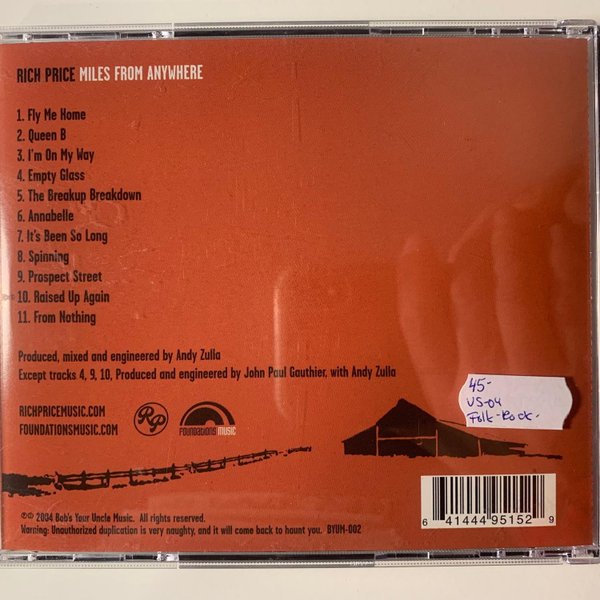 RICH PRICE MILES FROM ANYWHERE
1. Fly Me Home
2. Queen B
3. I'm On My Way
4. Empty Glass
5. The Breakup Breakdown
6. Annabelle
7. It's Been So Long
8. Spinning
9. Prospect Street
10. Raised Up Again
11. From Nothing
Produced, mixed and engineered by Andy Zulla
Except tracks 4, 9, 10, Produced and engineered by John Paul Gauthier, with Andy Zulla
RICHPRICEMUSIC.COM
FOUNDATIONSMUSIC.COM
RP
FOUNDATIONS MUSIC
45-
US-04
Folk-Rock-
℗© 2004 Bob's Your Uncle Music. All rights reserved.
Warning: Unauthorized duplication is very naughty, and it will come back to haunt you. BYUM-002
6 41444 95152 9